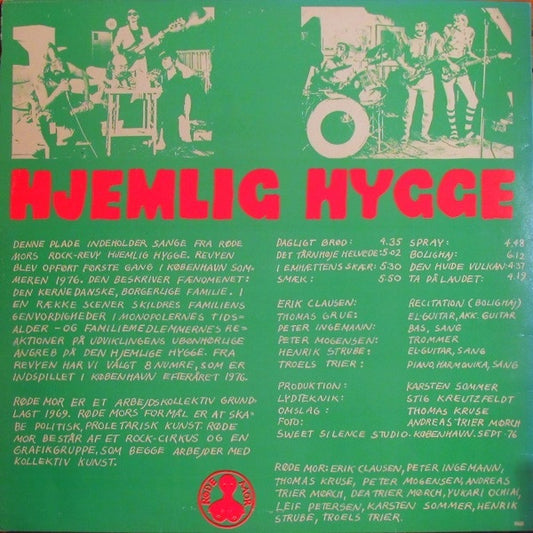 HJEMLIG HYGGE
DENNE PLADE INDEHOLDER SANGE FRA RØDE
MORS ROCK-REVY HJEMLIG HYGGE. REVYEN
BLEV OPFØRT FØRSTE GANG I KØBENHAVN SOM-
MEREN 1976. DEN BESKRIVER FÆNOMENET:
DEN KERNEDANSKE, BORGERLIGE FAMILIE. I
EN RÆKKE SCENER SKILDRES FAMILIENS
GENVORDIGHEDER I MONOPOLERNES TIDS-
ALDER - OG FAMILIEMEDLEMMERNES RE-
AKTIONER PÅ UDVIKLINGENS UBØNHØRLIGE
ANGREB PÅ DEN HJEMLIGE HYGGE. FRA
REVYEN HAR VI VALGT 8 NUMRE, SOM ER
INDSPILLET I KØBENHAVN EFTERÅRET 1976.
RØDE MOR ER ET ARBEJDSKOLLEKTIV GRUND-
LAGT 1969. RØDE MORS FORMÅL ER AT SKA-
BE POLITISK, PROLETARISK KUNST. RØDE
MOR BESTÅR AF ET ROCK-CIRKUS OG EN
GRAFIKGRUPPE, SOM BEGGE ARBEJDER MED
KOLLEKTIV KUNST.
DAGLIGT BRØD: 4.35 SPRAY: 4.48
DET TÅRNHØJE HELVEDE: 5.02 BOLIGHAJ: 6.12
I EMHÆTTENS SKÆR: 5.30 DEN HVIDE VULKAN: 4.37
SMÆK: 5.50 TA PÅ LANDET: 4.19
ERIK CLAUSEN: RECITATION (BOLIGHAJ)
THOMAS GRUE: EL-GUITAR, AKK. GUITAR
PETER INGEMANN: BAS, SANG
PETER MOGENSEN: TROMMER
HENRIK STRUBE: EL-GUITAR, SANG
TROELS TRIER: PIANO, HARMONIKA, SANG
PRODUKTION: KARSTEN SOMMER
LYDTEKNIK: STIG KREUTZFELDT
OMSLAG: THOMAS KRUSE
FOTO: ANDREAS TRIER MØRCH
SWEET SILENCE STUDIO - KØBENHAVN. SEPT - 76
RØDE MOR: ERIK CLAUSEN, PETER INGEMANN,
THOMAS KRUSE, PETER MOGENSEN, ANDREAS
TRIER MØRCH, DEA TRIER MØRCH, YUKARI OCHIAI,
LEIF PETERSEN, KARSTEN SOMMER, HENRIK
STRUBE, TROELS TRIER.
RØDE MOR